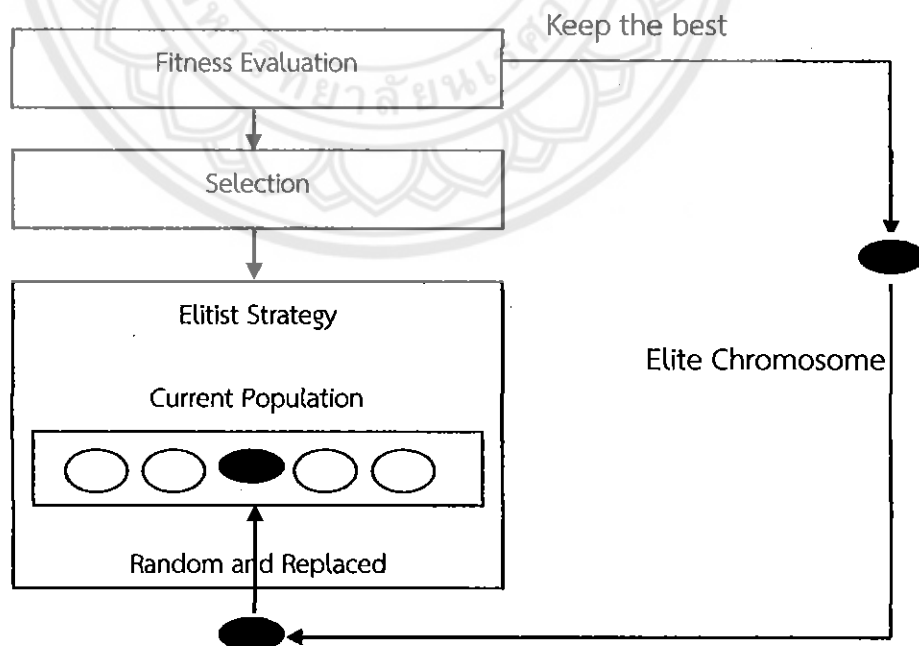 Keep the best
Fitness Evaluation
Selection
Elitist Strategy
Elite Chromosome
Current Population
Random and Replaced